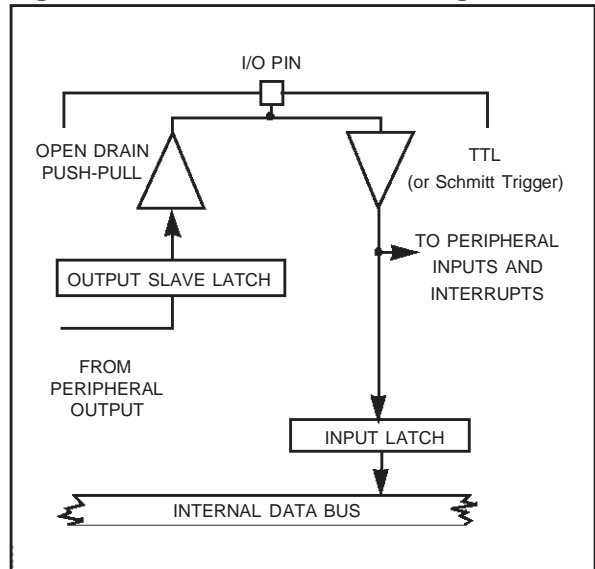 I/O PIN
OPEN DRAIN
PUSH-PULL
TTL
(or Schmitt Trigger)
TO PERIPHERAL
INPUTS AND
INTERRUPTS
OUTPUT SLAVE LATCH
FROM
PERIPHERAL
OUTPUT
INPUT LATCH
INTERNAL DATA BUS